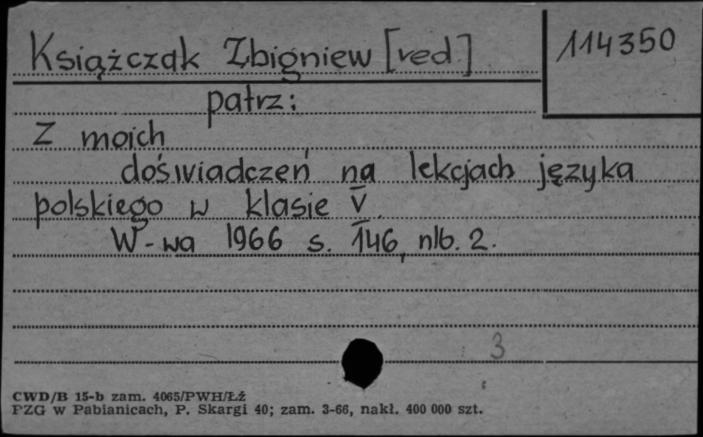 Książczak Zbigniew [red.]
114350
patrz:
Z moich
doświadczeń na lekcjach języka
polskiego w klasie V.
W-wa 1966 s. 146, nlb. 2.
3
CWD/B 15-b zam. 4065/PWH/Łż
PZG w Pabianicach, P. Skargi 40; zam. 3-66, nakł. 400 000 szt.